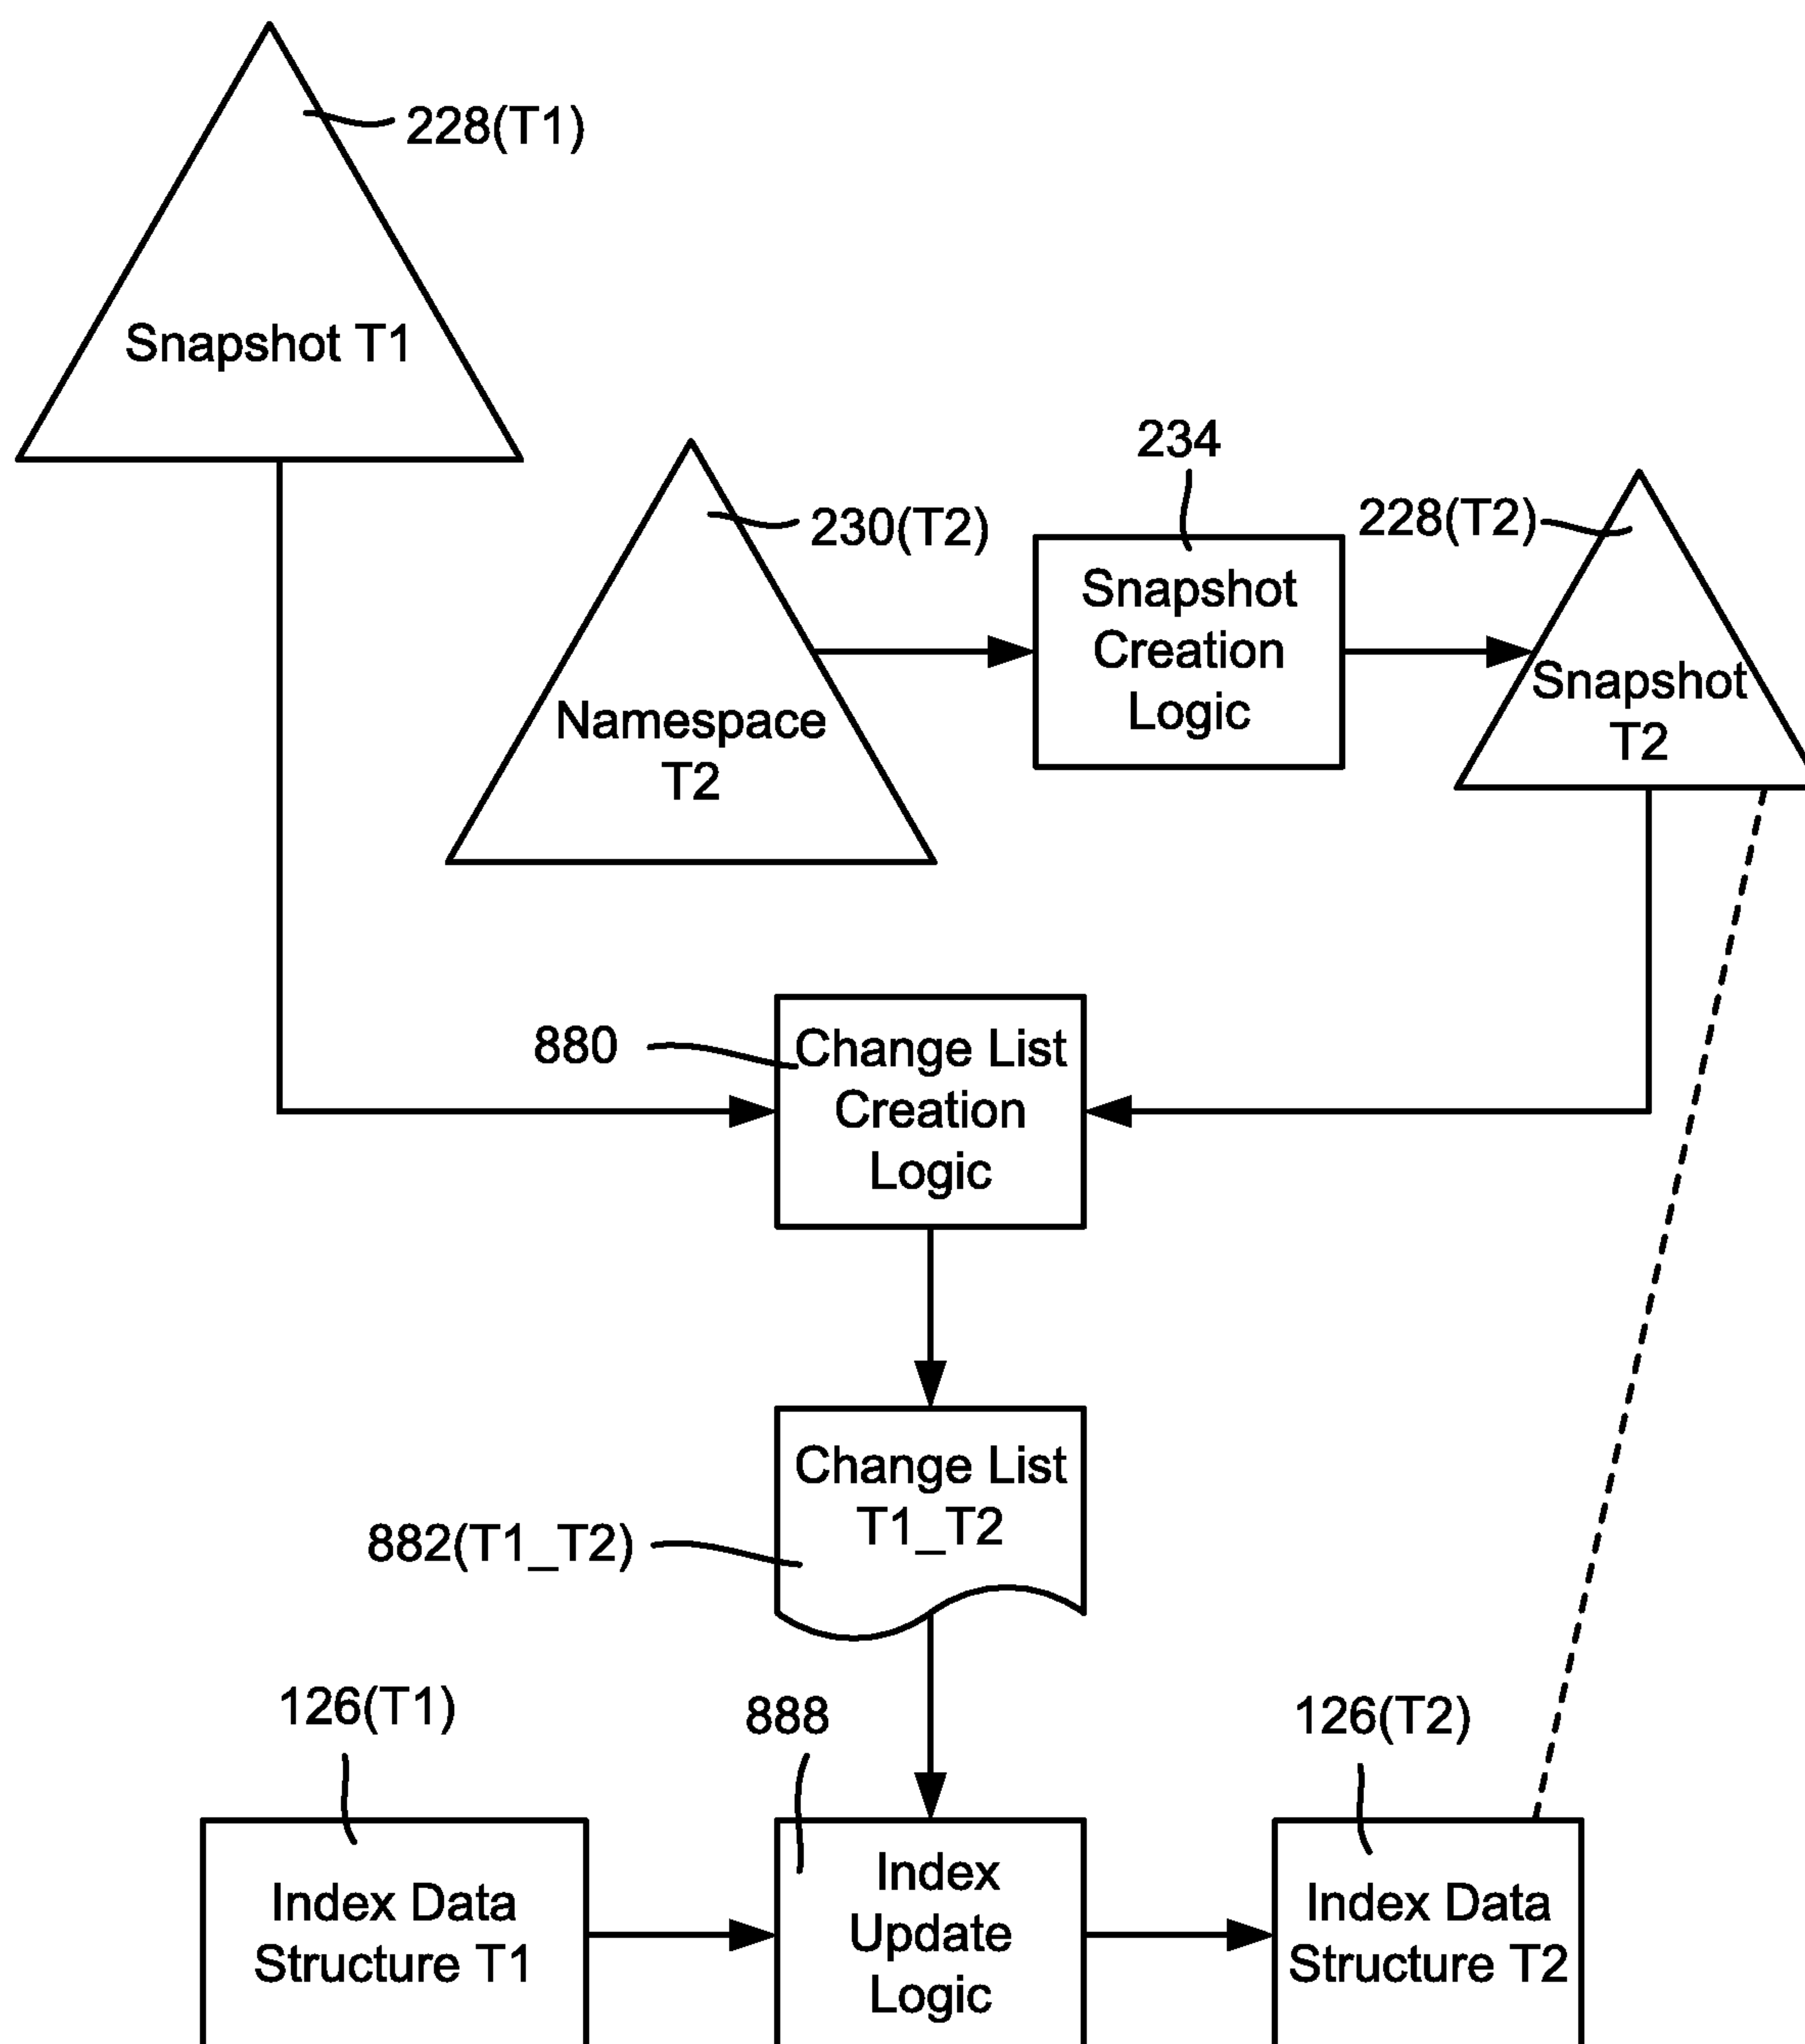 228(T1)
Snapshot T1
234
230(T2)
228(T2)
Snapshot
Creation
Logic
Snapshot
T2
Namespace
T2
880
Change List
Creation
Logic
Change List
T1_T2
882(T1_T2)
126(T1)
888
126(T2)
Index Data
Structure T1
Index
Update
Logic
Index Data
Structure T2